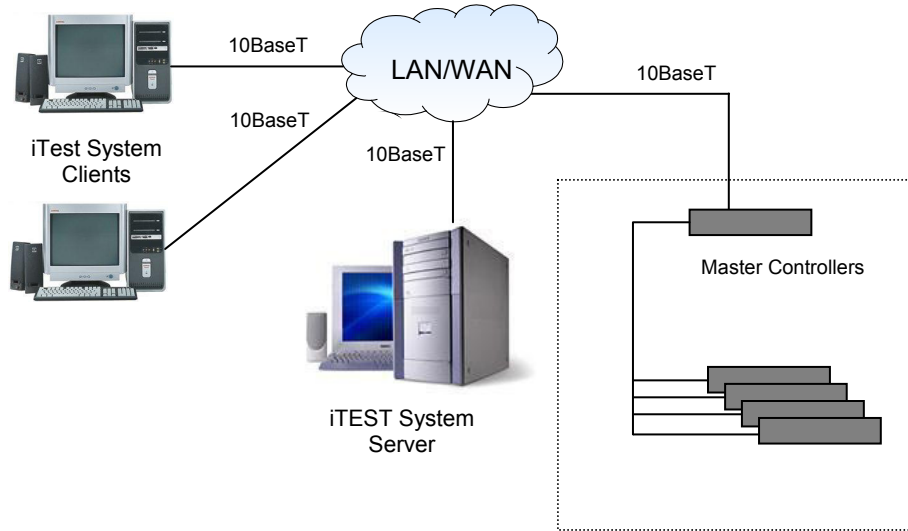 10BaseT
LAN/WAN
10BaseT
10BaseT
10BaseT
iTest System
Clients
Master Controllers
iTEST System
Server